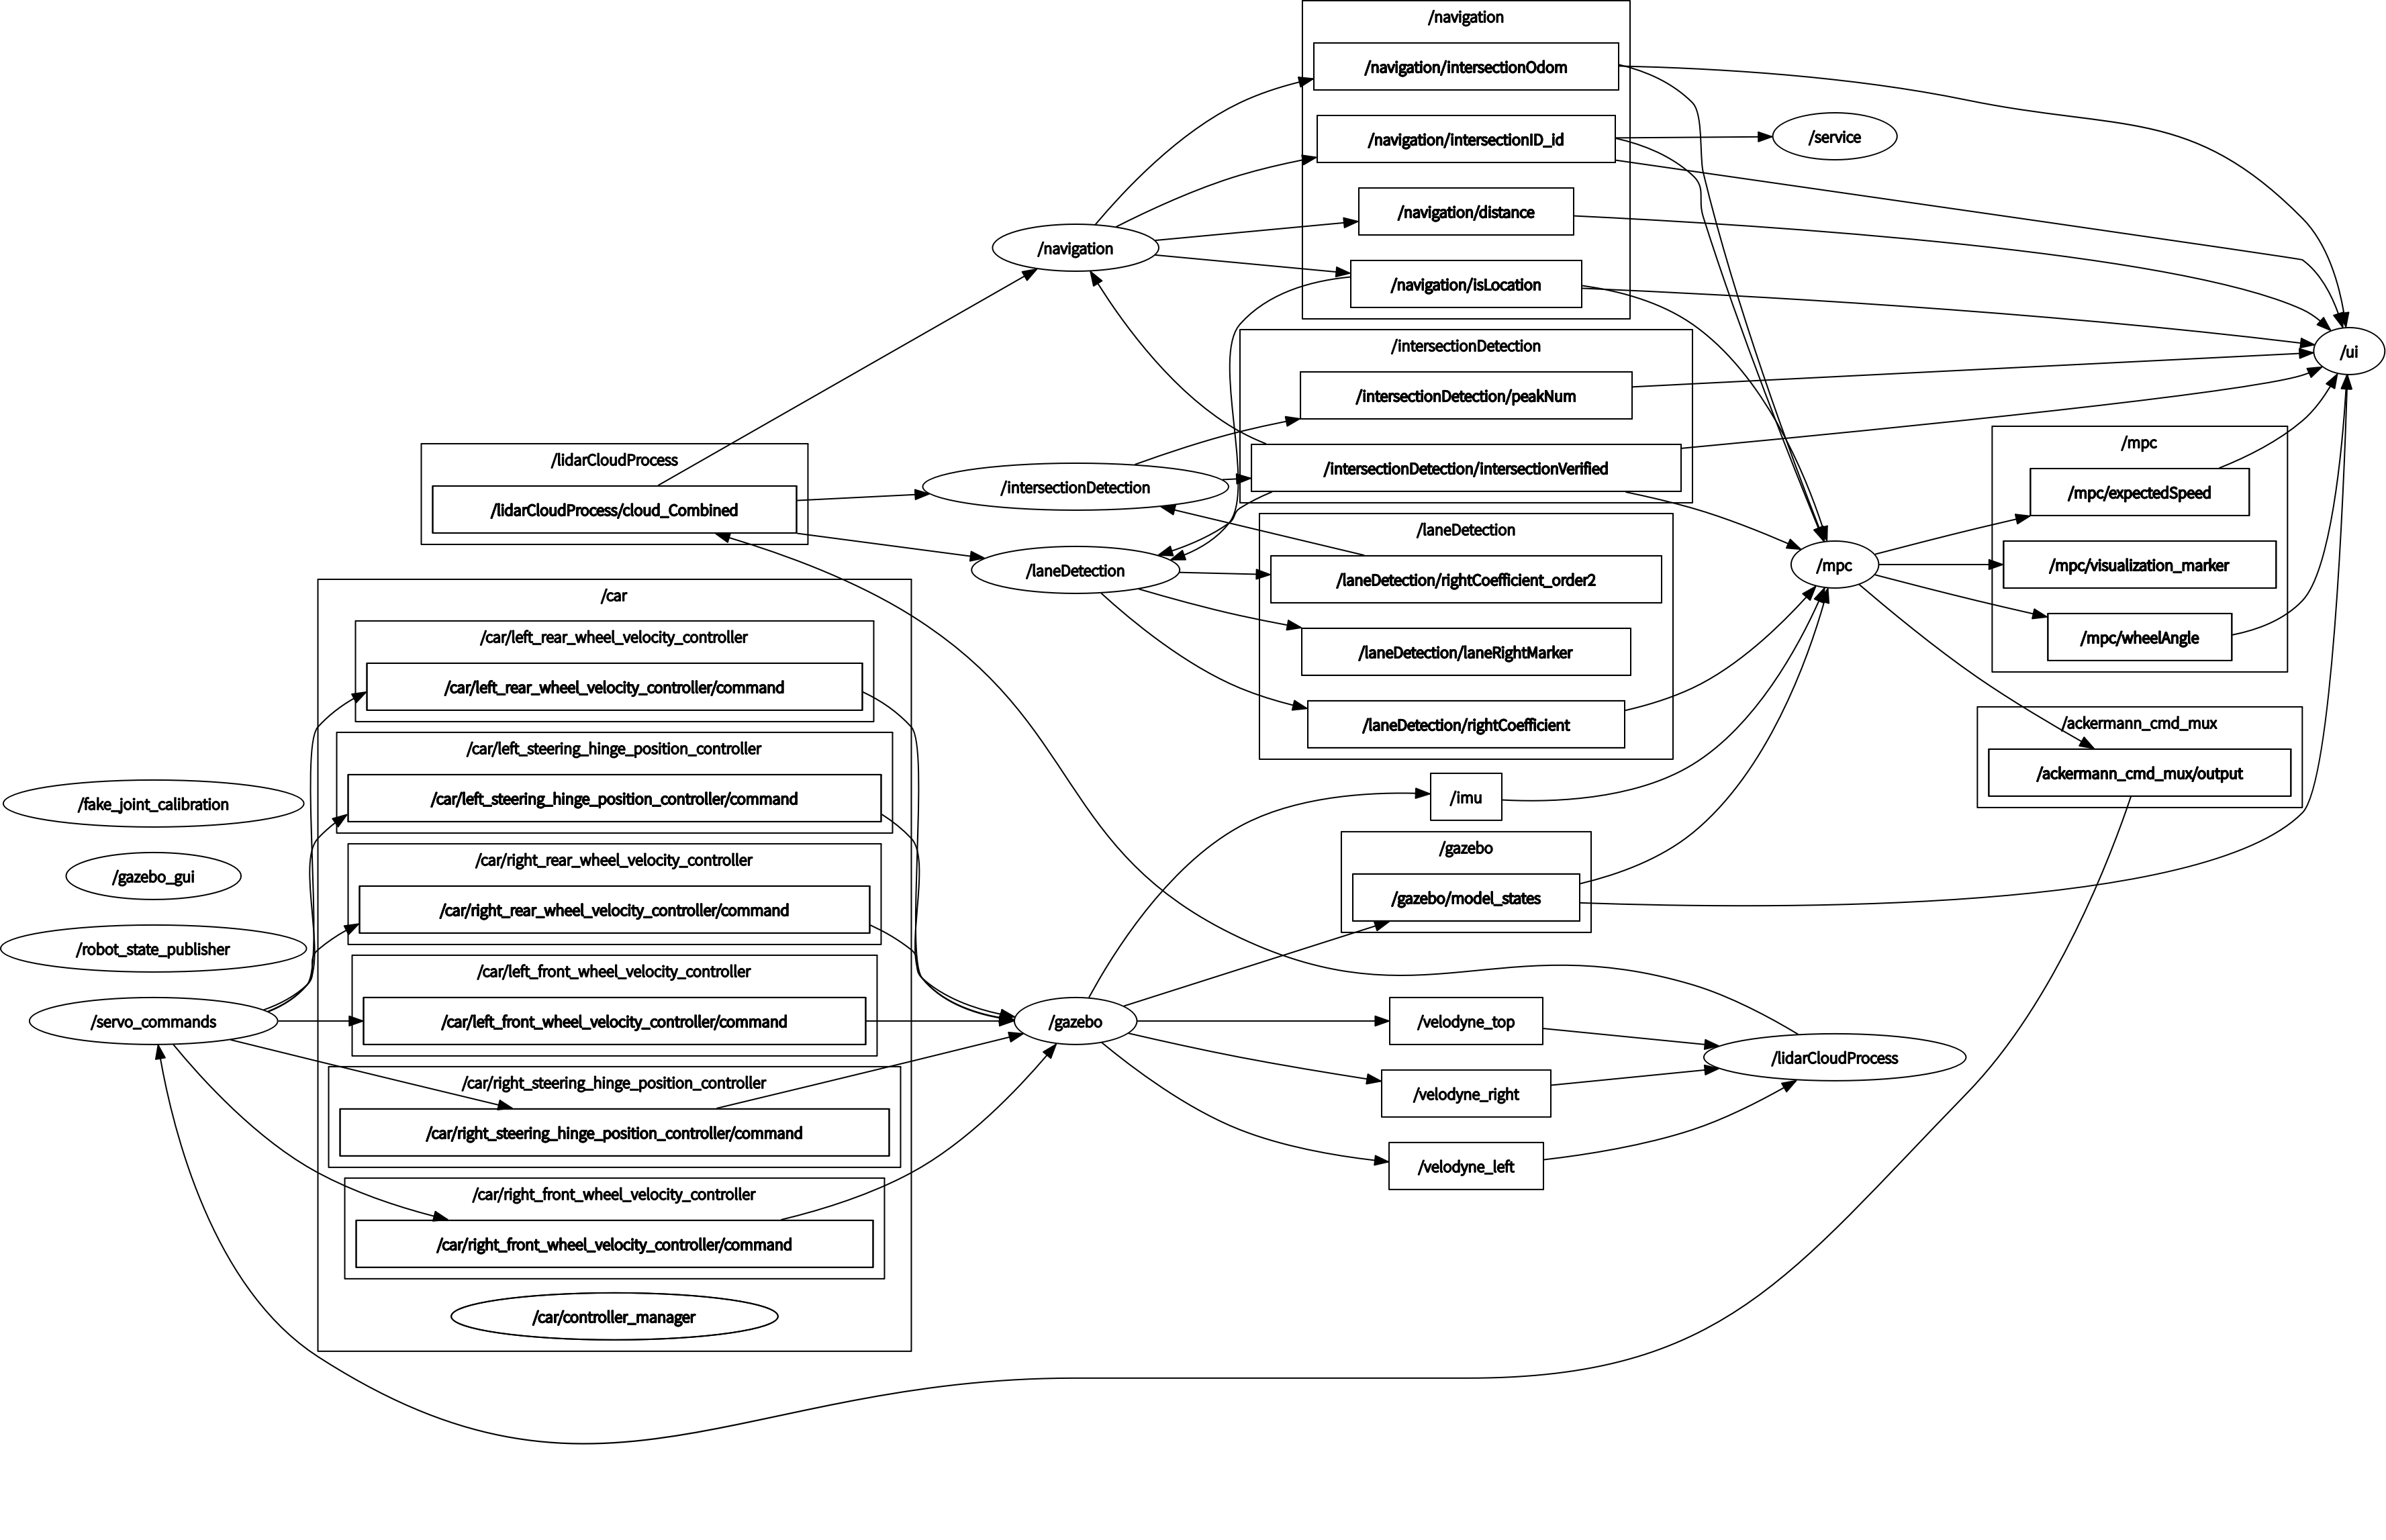 /navigation
/navigation/intersectionOdom
/navigation/intersectionID_id
/service
/navigation/distance
/navigation
/navigation/isLocation
/intersectionDetection
/ui
/intersectionDetection/peakNum
/mpc
/lidarCloudProcess
/intersectionDetection/intersectionVerified
/intersectionDetection
/mpc/expectedSpeed
/lidarCloudProcess/cloud_Combined
/laneDetection
/mpc
/mpc/visualization_marker
/laneDetection
/laneDetection/rightCoefficient_order2
/car
/car/left_rear_wheel_velocity_controller
/mpc/wheelAngle
/laneDetection/laneRightMarker
/car/left_rear_wheel_velocity_controller/command
/ackermann_cmd_mux
/laneDetection/rightCoefficient
/car/left_steering_hinge_position_controller
/ackermann_cmd_mux/output
/fake_joint_calibration
/car/left_steering_hinge_position_controller/command
/imu
/gazebo
/car/right_rear_wheel_velocity_controller
/gazebo_gui
/gazebo/model_states
/car/right_rear_wheel_velocity_controller/command
/robot_state_publisher
/car/left_front_wheel_velocity_controller
/servo_commands
/car/left_front_wheel_velocity_controller/command
/gazebo
/velodyne_top
/lidarCloudProcess
/car/right_steering_hinge_position_controller
/velodyne_right
/car/right_steering_hinge_position_controller/command
/velodyne_left
/car/right_front_wheel_velocity_controller
/car/right_front_wheel_velocity_controller/command
/car/controller_manager